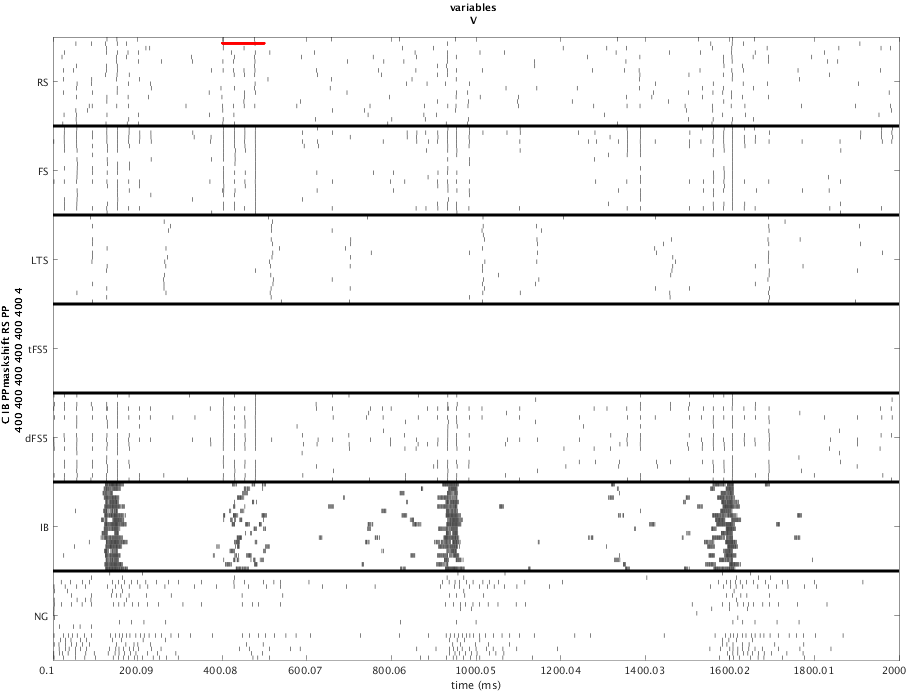 variables
V
RS
FS
LTS
tFS5
dFS5
IB
NG
C IB PPmaskshift RS PP
400 400 400 400 400 400 4
0.1 200.09 400.08 600.07 800.06 1000.05 1200.04 1400.03 1600.02 1800.01
time (ms)